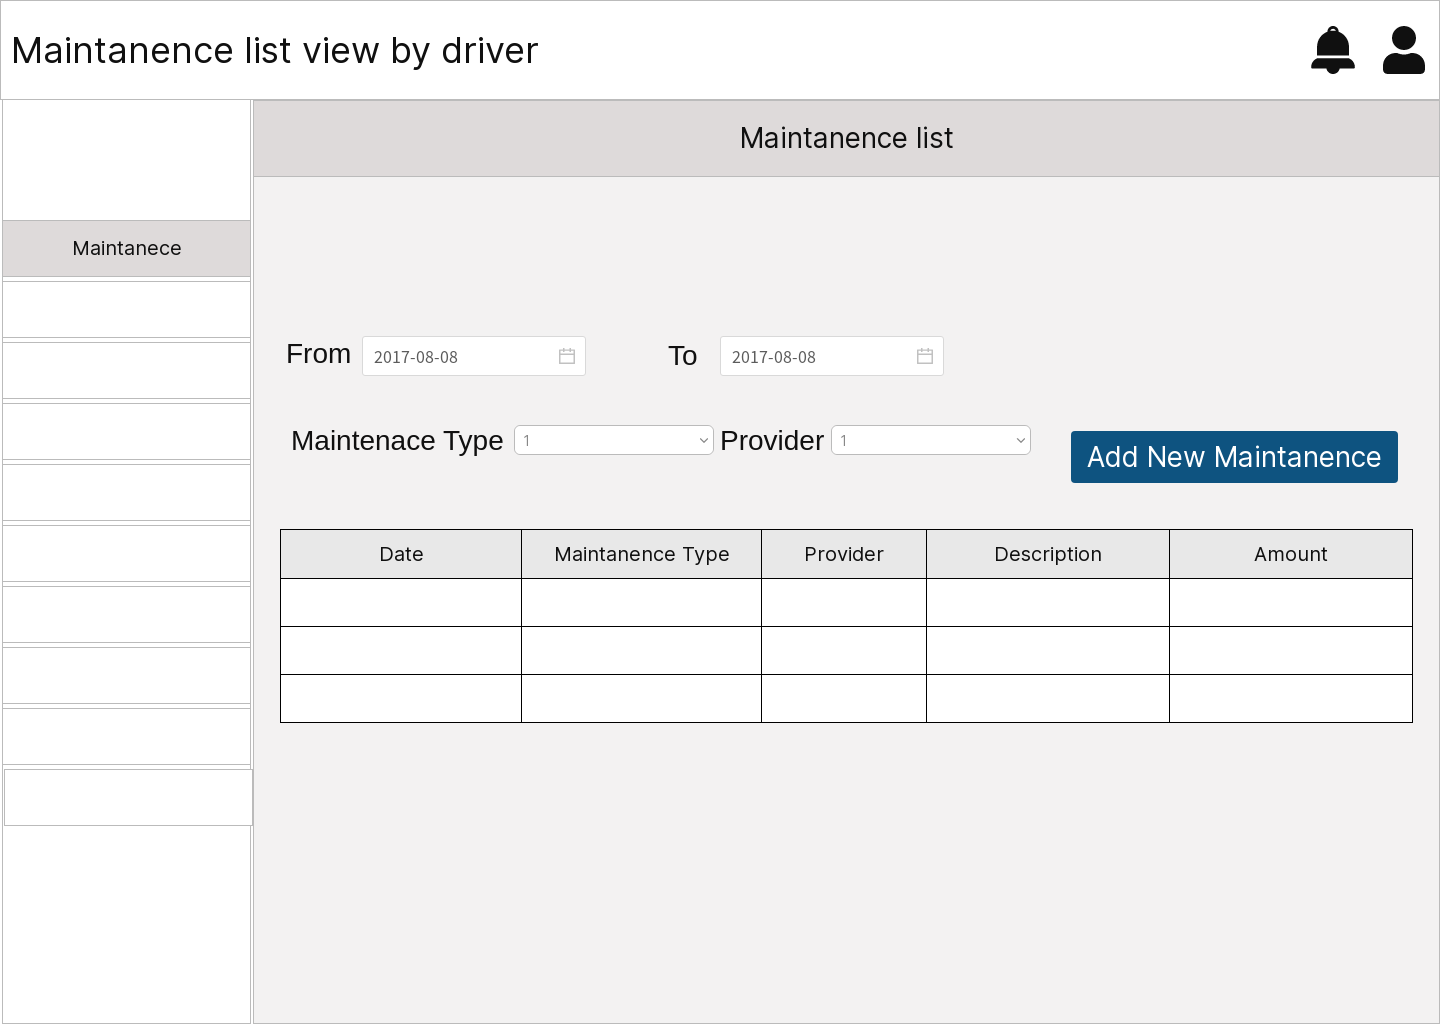 Maintanence list view by driver
Maintanence list
Maintanece
From 2017-08-08 To 2017-08-08
Maintenace Type 1 Provider 1
Add New Maintanence
Date Maintanence Type Provider Description Amount